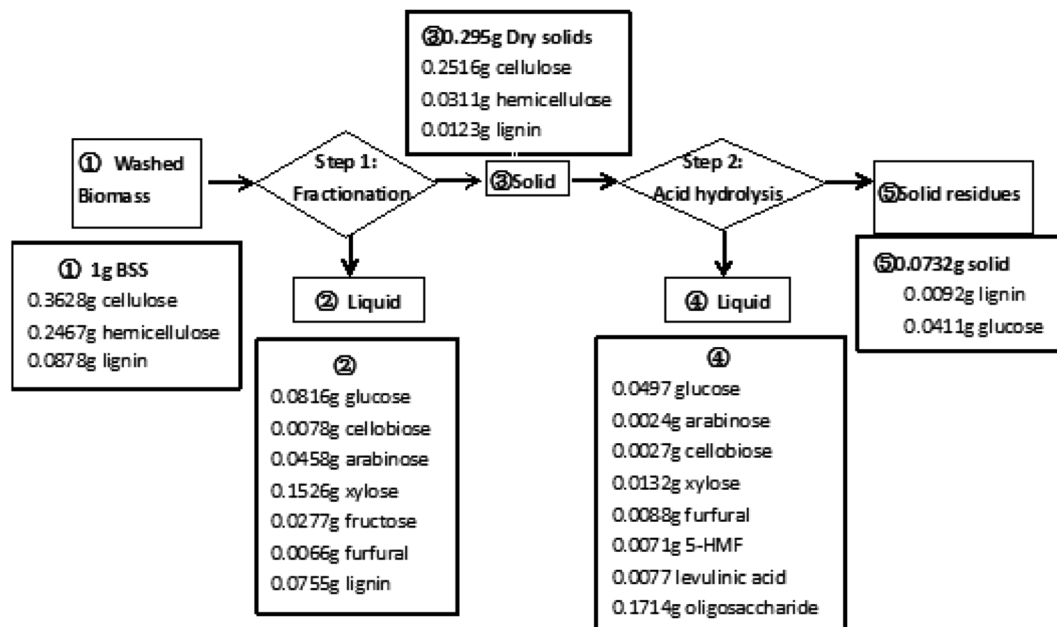 ③0.295g Dry solids
0.2516g cellulose
0.0311g hemicellulose
0.0123g lignin
① Washed
Biomass
Step 1:
Fractionation
③Solid
Step 2:
Acid hydrolysis
⑤Solid residues
① 1g BSS
0.3628g cellulose
0.2467g hemicellulose
0.0878g lignin
② Liquid
④ Liquid
⑤0.0732g solid
0.0092g lignin
0.0411g glucose
②
0.0816g glucose
0.0078g cellobiose
0.0458g arabinose
0.1526g xylose
0.0277g fructose
0.0066g furfural
0.0755g lignin
④
0.0497 glucose
0.0024g arabinose
0.0027g cellobiose
0.0132g xylose
0.0088g furfural
0.0071g 5-HMF
0.0077 levulinic acid
0.1714g oligosaccharide